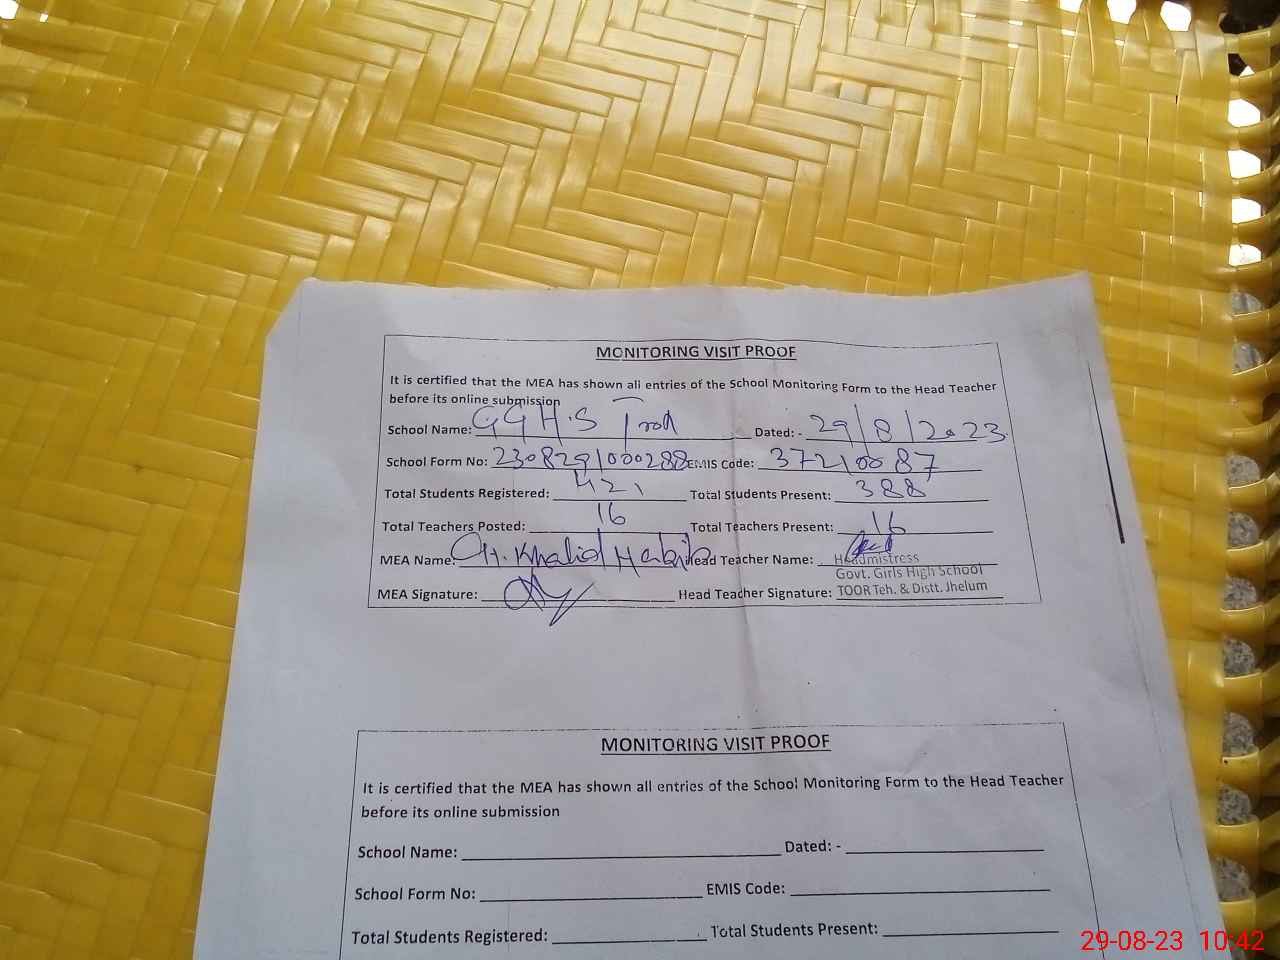 MONITORING VISIT PROOF
It is certified that the MEA has shown all entries of the School Monitoring Form to the Head Teacher
before its online submission
School Name: GGHS Dated: - 29/8/2023
School Form No: 2308291000288 EMIS Code: 37210087
Total Students Registered: 421 Total Students Present: 388
Total Teachers Posted: 16 Total Teachers Present: 16
MEA Name: CH. Khalid Habib Head Teacher Name:
Headmistress
Govt. Girls High School
MEA Signature: Head Teacher Signature: TOOR Teh. & Distt. Jhelum
MONITORING VISIT PROOF
It is certified that the MEA has shown all entries of the School Monitoring Form to the Head Teacher
before its online submission
School Name: Dated: -
School Form No: EMIS Code:
Total Students Registered: Total Students Present:
29-08-23 10:42